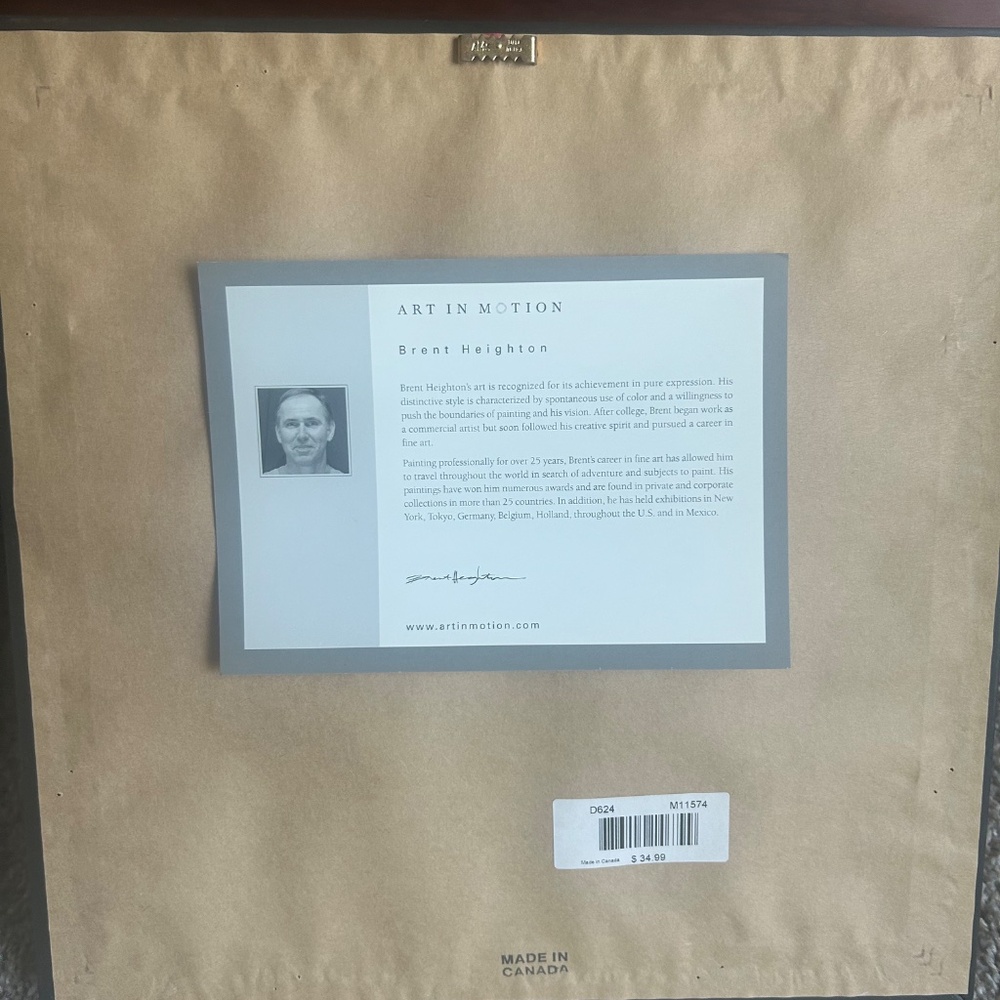 ART IN MOTION
Brent Heighton
Brent Heighton's art is recognized for its achievement in pure expression. His
distinctive style is characterized by spontaneous use of color and a willingness to
push the boundaries of painting and his vision. After college, Brent began work as
a commercial artist but soon followed his creative spirit and pursued a career in
fine art.
Painting professionally for over 25 years, Brent's career in fine art has allowed him
to travel throughout the world in search of adventure and subjects to paint. His
paintings have won him numerous awards and are found in private and corporate
collections in more than 25 countries. In addition, he has held exhibitions in New
York, Tokyo, Germany, Belgium, Holland, throughout the U.S. and in Mexico.
Brent Heighton
www.artinmotion.com
D624 M11574
Made in Canada $ 34.99
MADE IN
CANADA